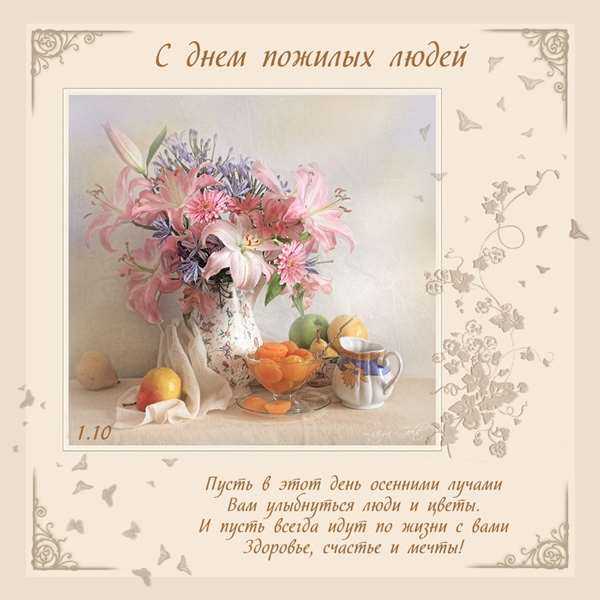 С днем пожилых людей
1.10
Пусть в этот день осенними лучами
Вам улыбнуться люди и цветы.
И пусть всегда идут по жизни с вами
Здоровье, счастье и мечты!